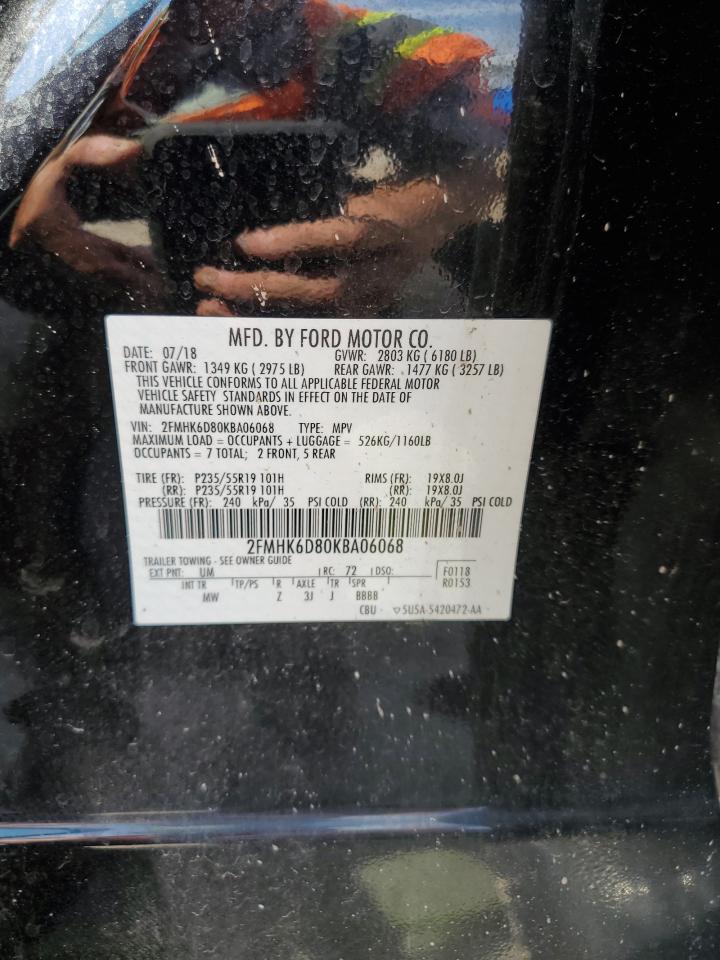 MFD. BY FORD MOTOR CO.
DATE: 07/18 GVWR: 2803 KG ( 6180 LB)
FRONT GAWR: 1349 KG ( 2975 LB) REAR GAWR: 1477 KG ( 3257 LB)
THIS VEHICLE CONFORMS TO ALL APPLICABLE FEDERAL MOTOR
VEHICLE SAFETY STANDARDS IN EFFECT ON THE DATE OF
MANUFACTURE SHOWN ABOVE.
VIN: 2FMHK6D80KBA06068 TYPE: MPV
MAXIMUM LOAD = OCCUPANTS + LUGGAGE = 526KG/1160LB
OCCUPANTS = 7 TOTAL; 2 FRONT, 5 REAR
TIRE (FR): P235/55R19 101H RIMS (FR): 19X8.0J
(RR): P235/55R19 101H (RR): 19X8.0J
PRESSURE (FR): 240 kPa/ 35 PSI COLD (RR): 240 kPa/ 35 PSI COLD
2FMHK6D80KBA06068
TRAILER TOWING - SEE OWNER GUIDE
EXT PNT: UM RC: 72 DSO: F0118
INT TR TP/PS R AXLE TR SPR R0153
MW Z 3J J BBBB
CBU ▽5U5A-5420472-AA